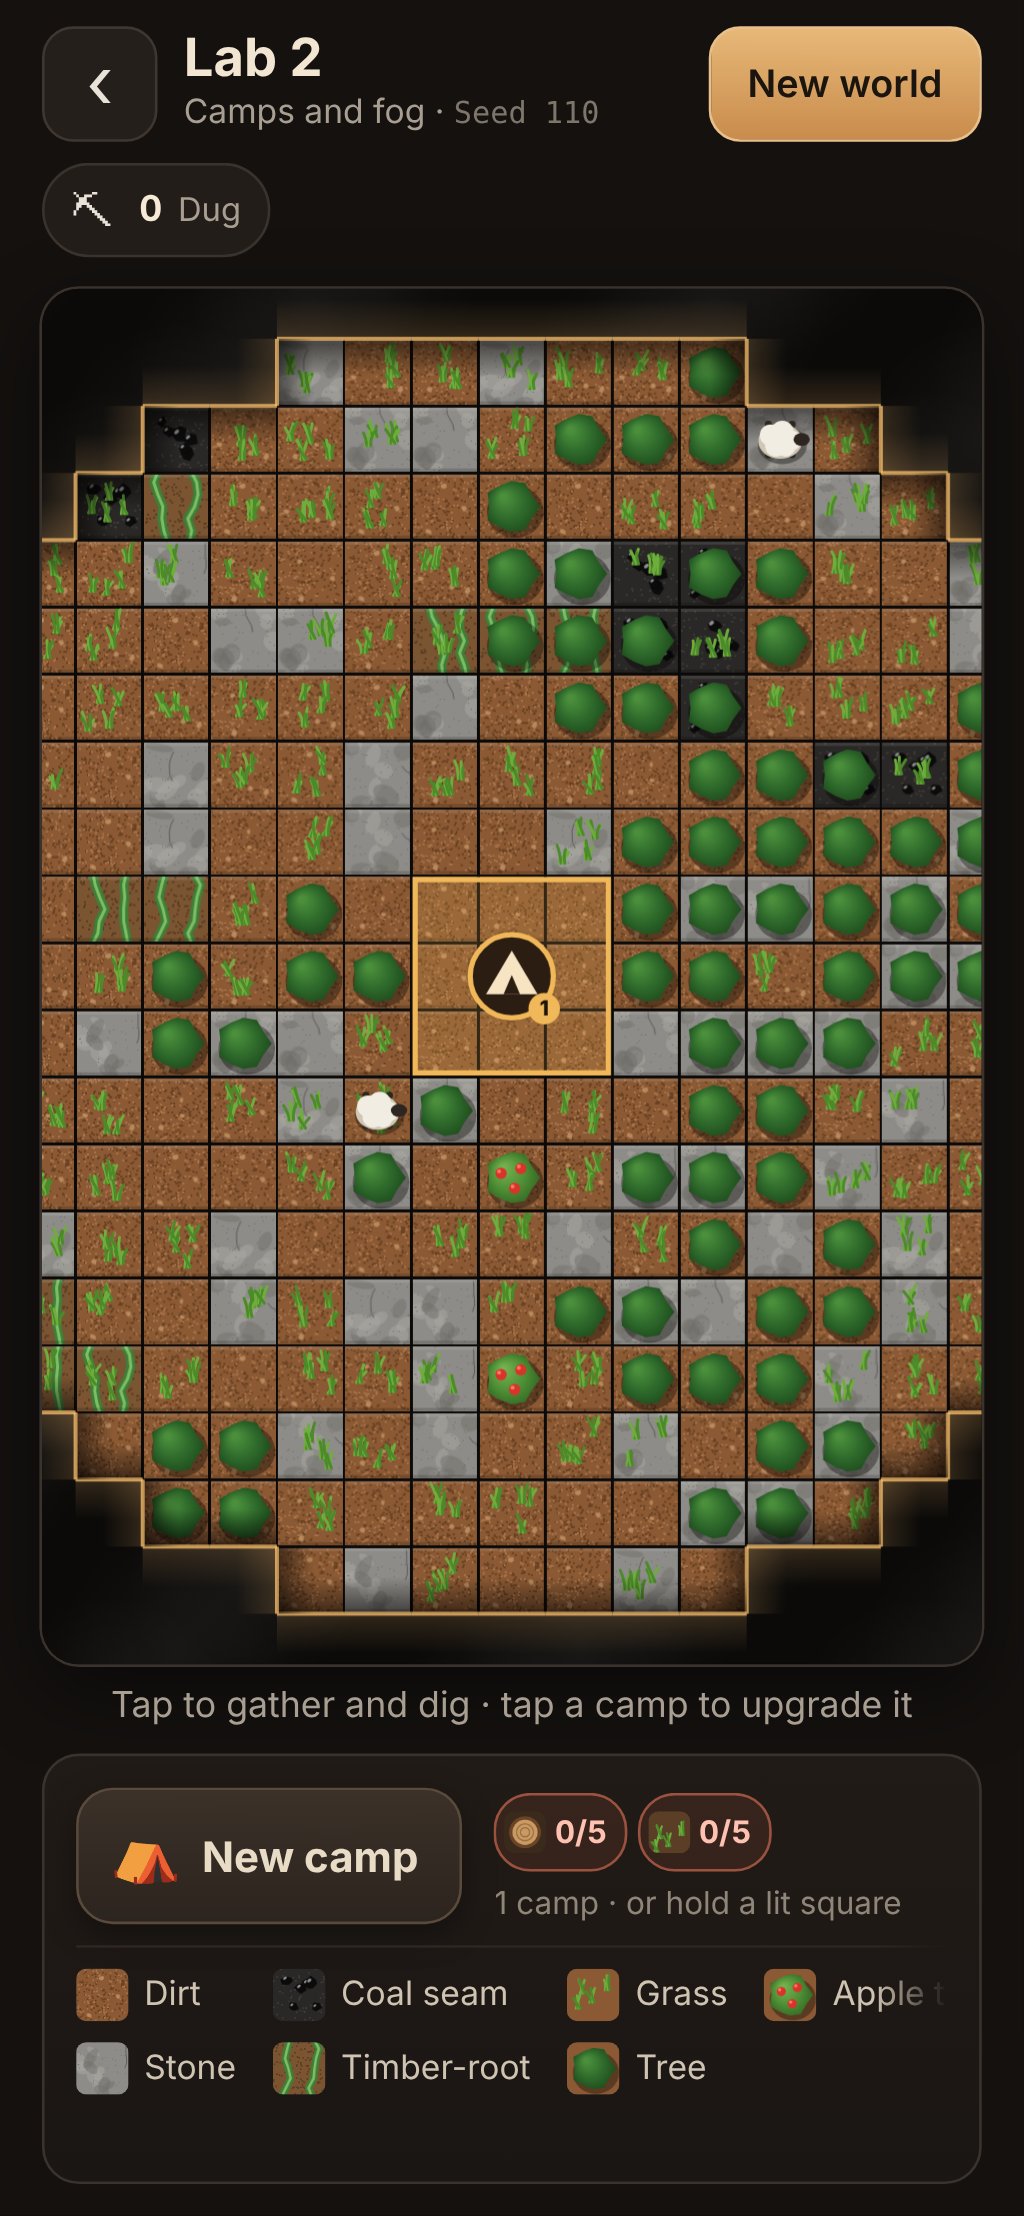 Lab 2
Camps and fog · Seed 110
New world
0 Dug
1
Tap to gather and dig · tap a camp to upgrade it
New camp
0/5 0/5
1 camp · or hold a lit square
Dirt Coal seam Grass Apple t
Stone Timber-root Tree